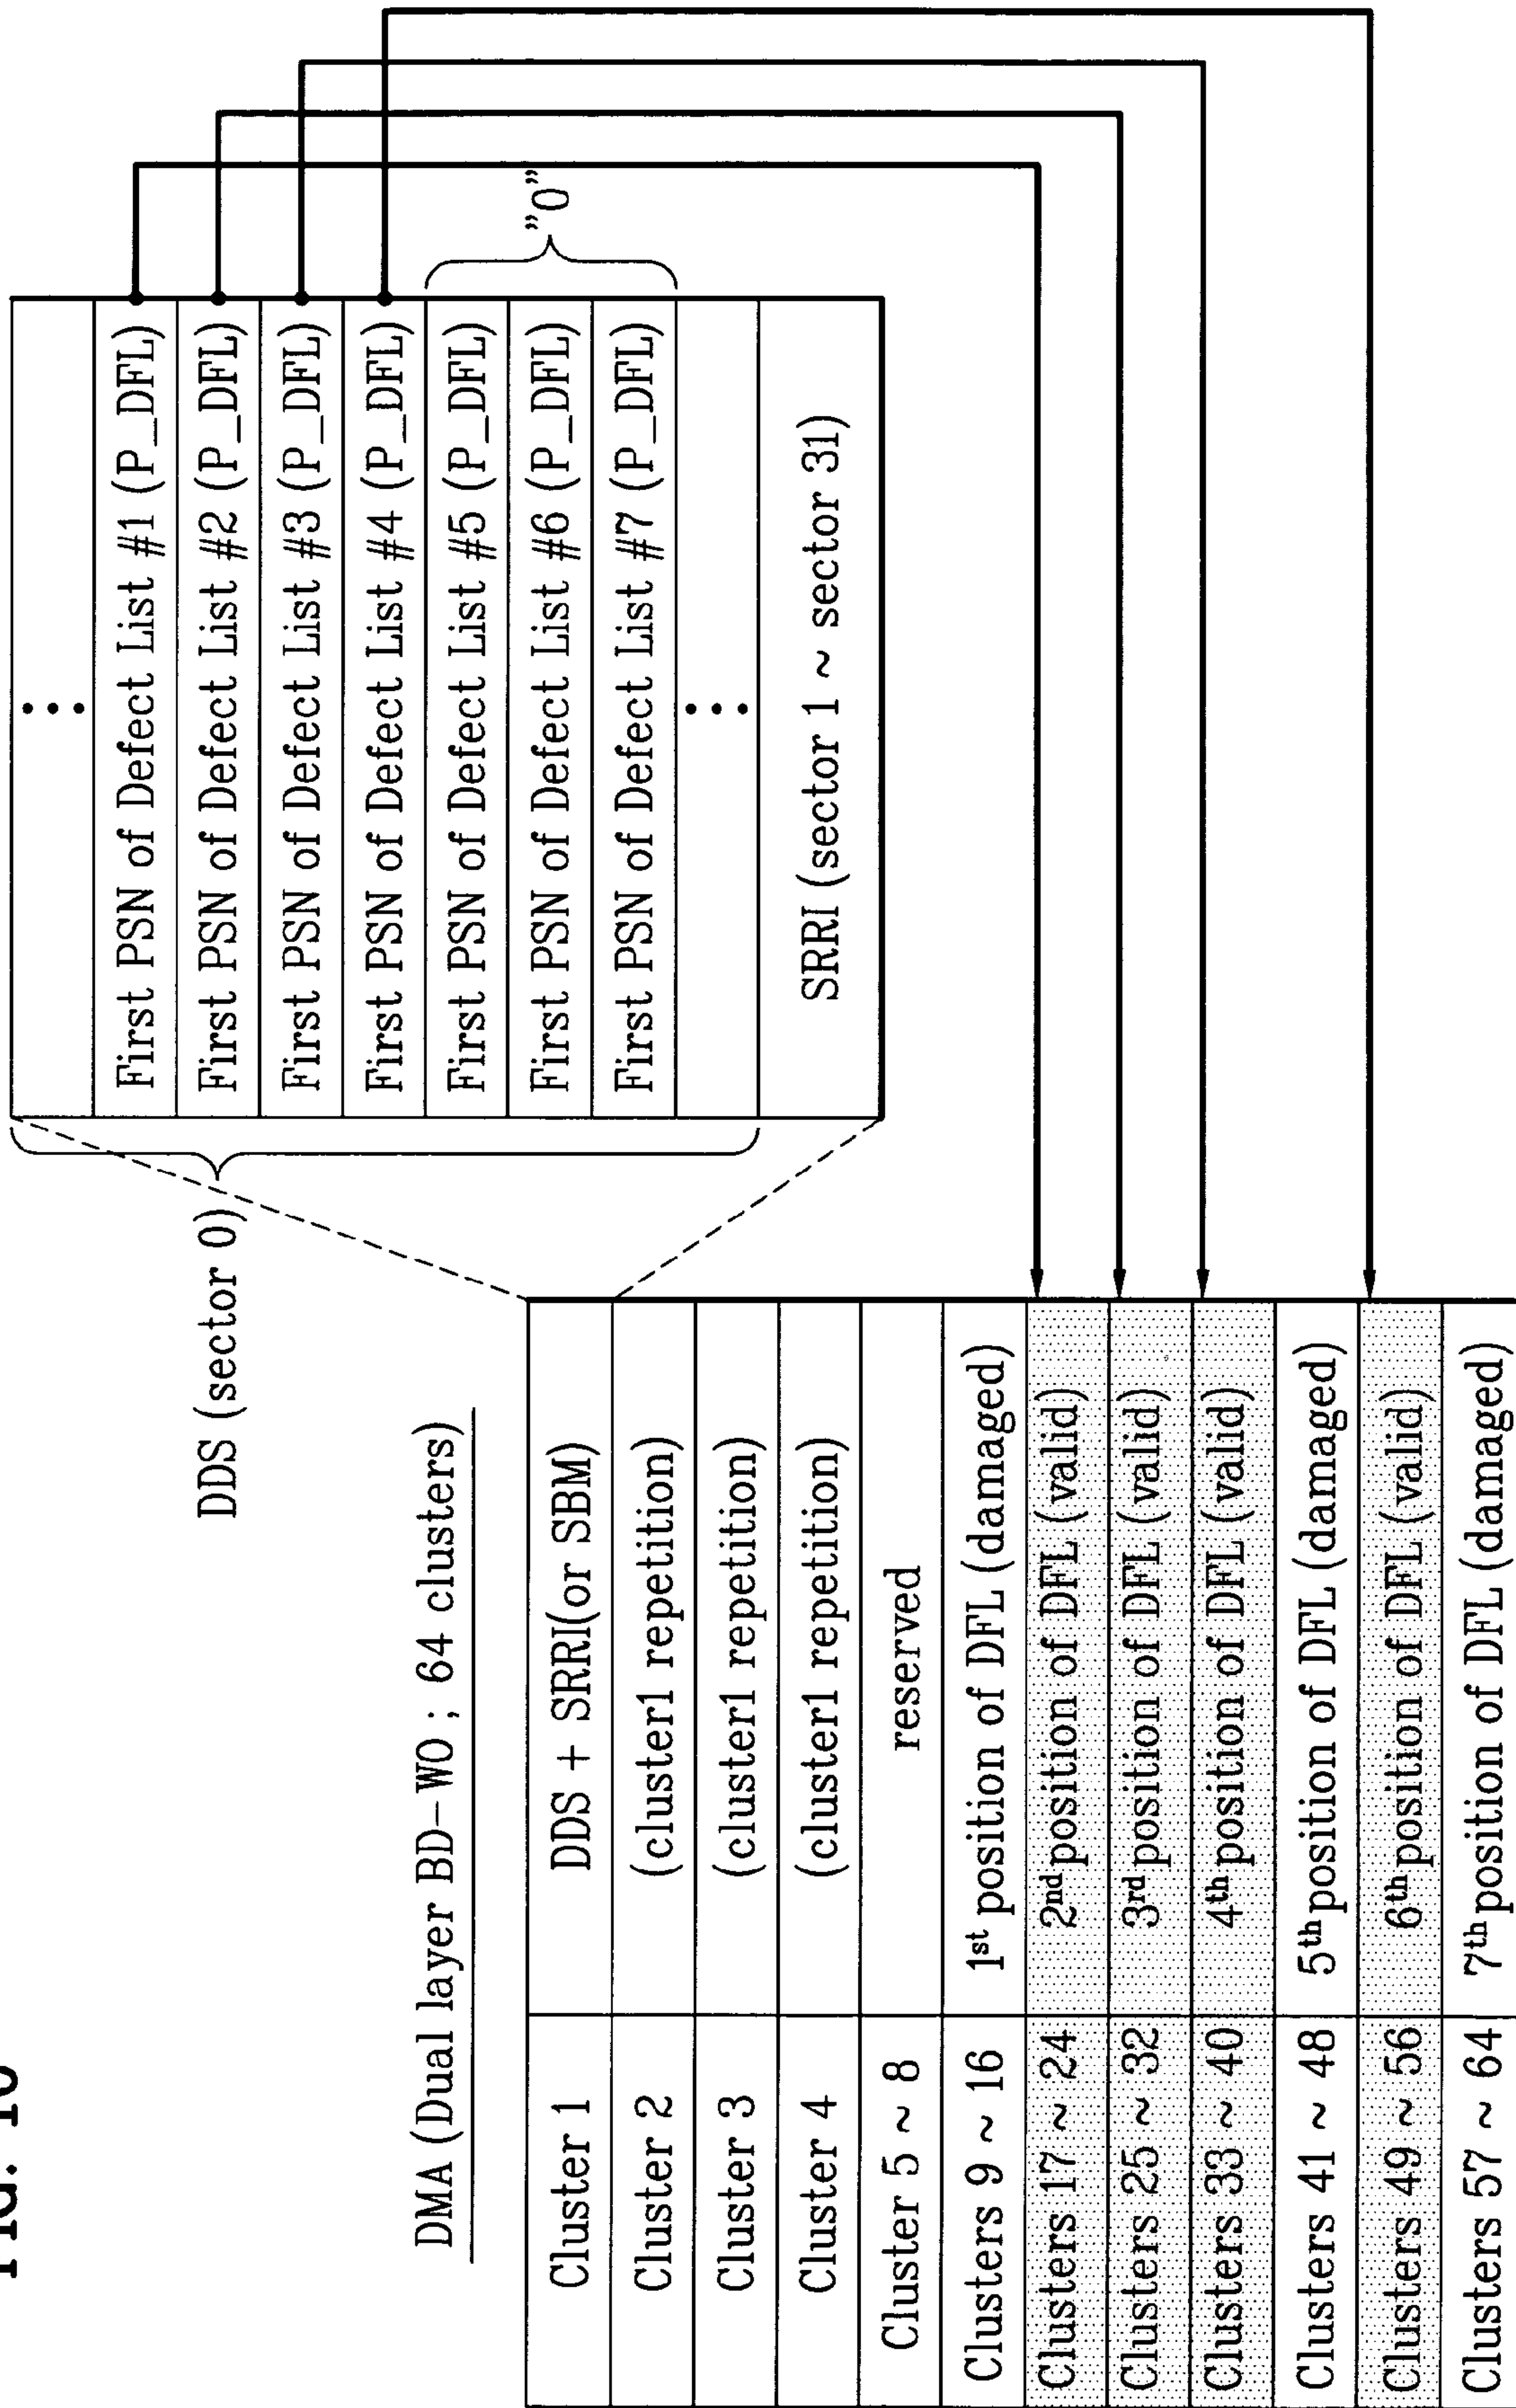 FIG. 10
DMA (Dual layer BD-WO ; 64 clusters)
Cluster 1 DDS + SRRI(or SBM)
Cluster 2 (cluster1 repetition)
Cluster 3 (cluster1 repetition)
Cluster 4 (cluster1 repetition)
Cluster 5 ~ 8 reserved
Clusters 9 ~ 16 1st position of DFL (damaged)
Clusters 17 ~ 24 2nd position of DFL (valid)
Clusters 25 ~ 32 3rd position of DFL (valid)
Clusters 33 ~ 40 4th position of DFL (valid)
Clusters 41 ~ 48 5th position of DFL (damaged)
Clusters 49 ~ 56 6th position of DFL (valid)
Clusters 57 ~ 64 7th position of DFL (damaged)
DDS (sector 0)
First PSN of Defect List #1 (P_DFL)
First PSN of Defect List #2 (P_DFL)
First PSN of Defect List #3 (P_DFL)
First PSN of Defect List #4 (P_DFL)
First PSN of Defect List #5 (P_DFL)
First PSN of Defect List #6 (P_DFL)
First PSN of Defect List #7 (P_DFL)
SRRI (sector 1 ~ sector 31)
"0"